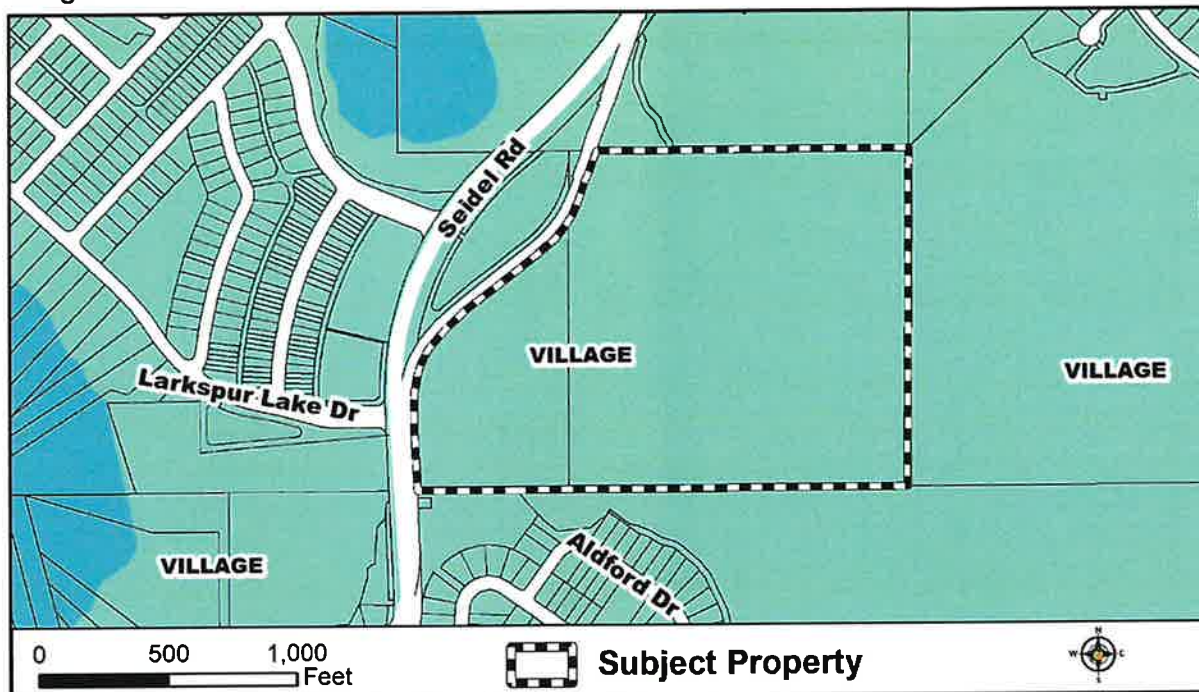 Seidel Rd
VILLAGE
VILLAGE
Larkspur Lake Dr
VILLAGE
Aldford Dr
0 500 1,000
Feet
Subject Property
N
W
S